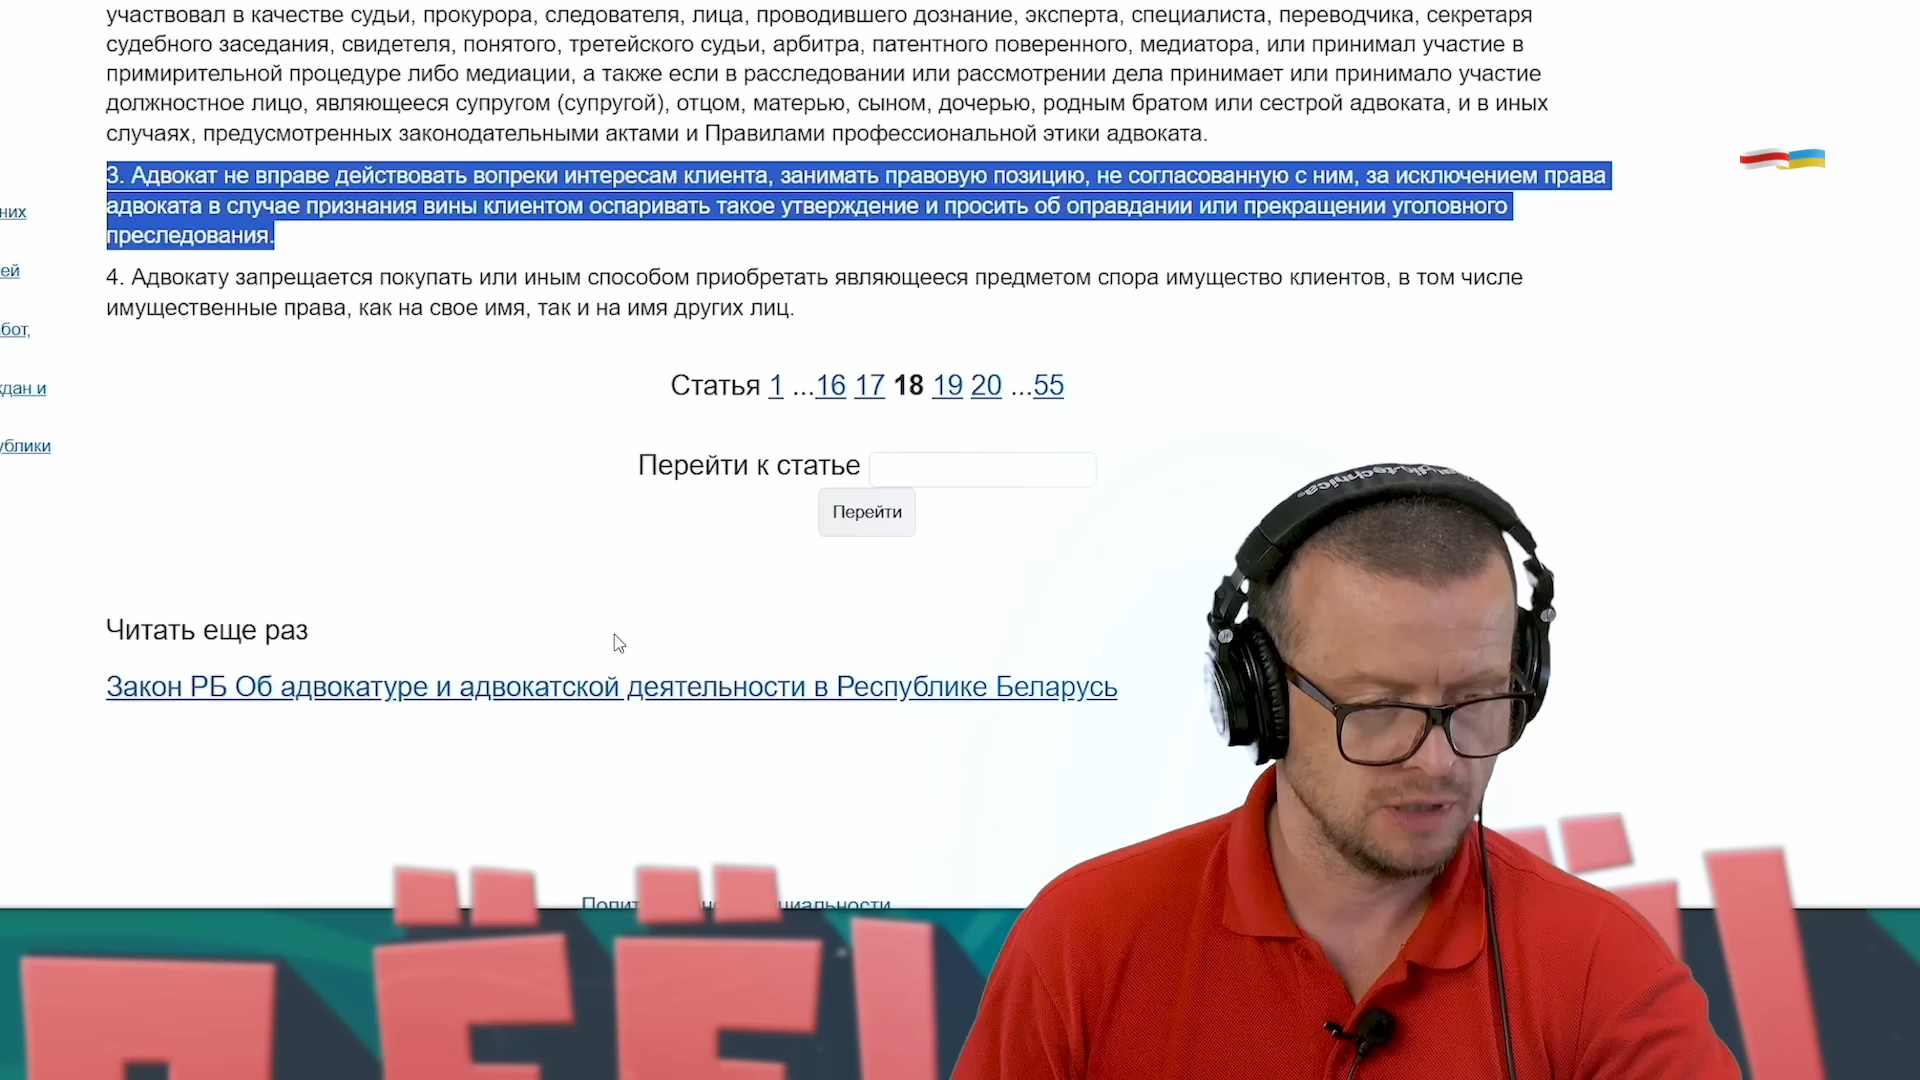 участвовал в качестве судьи, прокурора, следователя, лица, проводившего дознание, эксперта, специалиста, переводчика, секретаря
судебного заседания, свидетеля, понятого, третейского судьи, арбитра, патентного поверенного, медиатора, или принимал участие в
примирительной процедуре либо медиации, а также если в расследовании или рассмотрении дела принимает или принимало участие
должностное лицо, являющееся супругом (супругой), отцом, матерью, сыном, дочерью, родным братом или сестрой адвоката, и в иных
случаях, предусмотренных законодательными актами и Правилами профессиональной этики адвоката.
3. Адвокат не вправе действовать вопреки интересам клиента, занимать правовую позицию, не согласованную с ним, за исключением права
адвоката в случае признания вины клиентом оспаривать такое утверждение и просить об оправдании или прекращении уголовного
преследования.
4. Адвокату запрещается покупать или иным способом приобретать являющееся предметом спора имущество клиентов, в том числе
имущественные права, как на свое имя, так и на имя других лиц.
них
ей
бот,
ждан и
ублики
Статья 1 ...16 17 18 19 20 ...55
Перейти к статье
Перейти
Читать еще раз
Закон РБ Об адвокатуре и адвокатской деятельности в Республике Беларусь
audio-technica